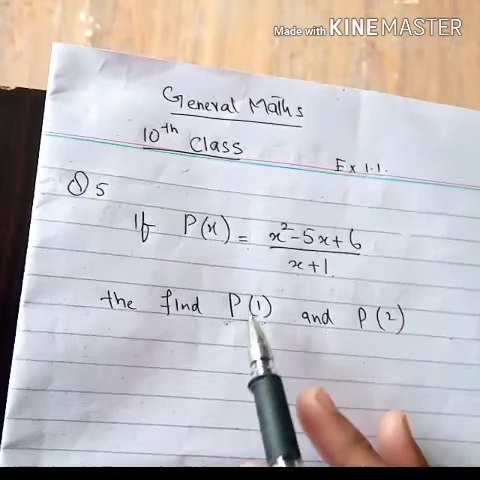 Made with KINEMASTER
General Maths
10th Class
Ex 1.1.
Q5
If P(x) = x²-5x+6 / x+1
the find P(1) and P(2)